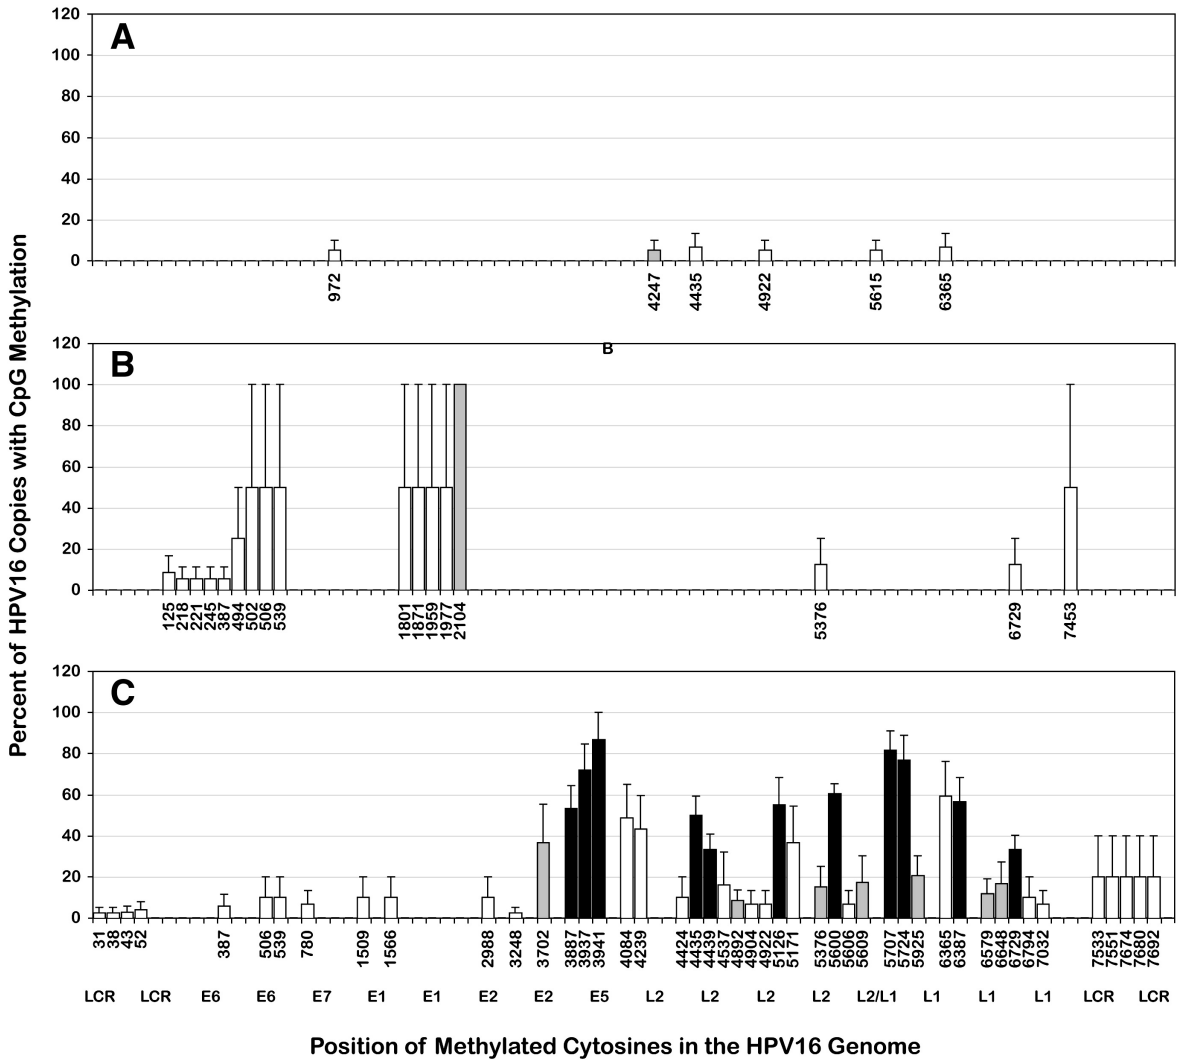 Percent of HPV16 Copies with CpG Methylation
A
120
100
80
60
40
20
0
972 4247 4435 4922 5615 6365
B
B
120
100
80
60
40
20
0
125 218 221 245 387 494 502 506 539 1801 1871 1959 1977 2104 5376 6729 7453
C
120
100
80
60
40
20
0
31 38 43 52 387 506 539 780 1509 1566 2988 3248 3702 3887 3937 3941 4084 4239 4424 4435 4439 4537 4892 4904 4922 5126 5171 5376 5600 5606 5609 5707 5724 5925 6365 6387 6579 6648 6729 6794 7032 7533 7551 7674 7680 7692
LCR LCR E6 E6 E7 E1 E1 E2 E2 E5 L2 L2 L2 L2 L2/L1 L1 L1 L1 LCR LCR
Position of Methylated Cytosines in the HPV16 Genome